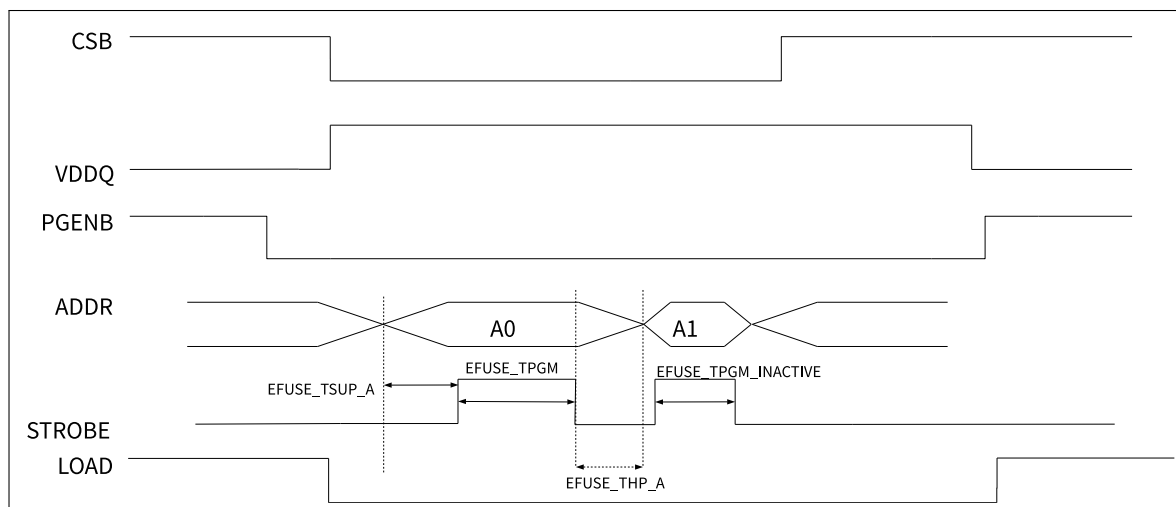 CSB
VDDQ
PGENB
ADDR
A0
A1
EFUSE_TSUP_A
EFUSE_TPGM
EFUSE_TPGM_INACTIVE
STROBE
LOAD
EFUSE_THP_A